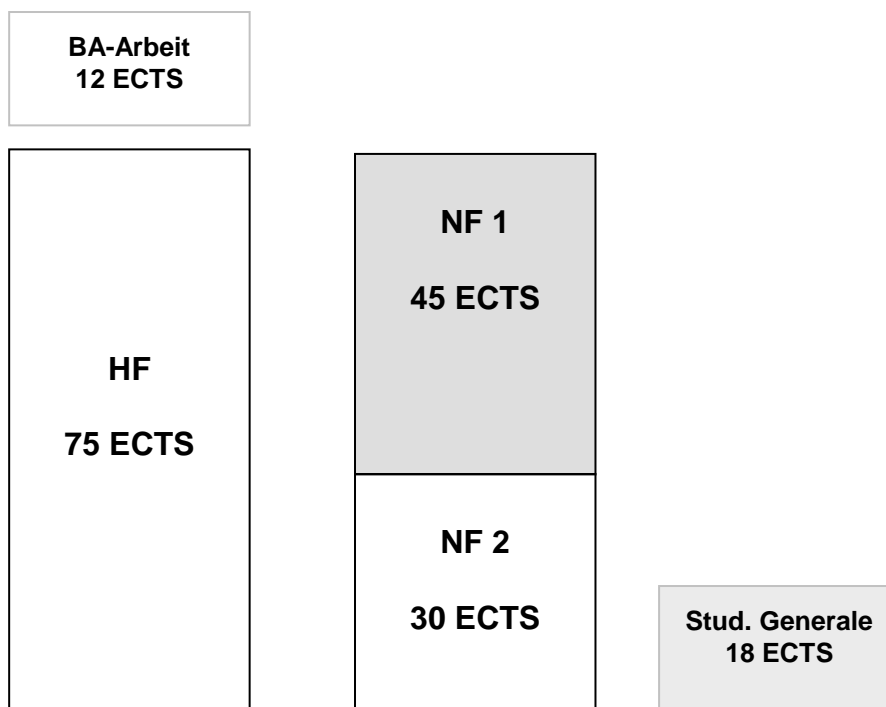 BA-Arbeit
12 ECTS
HF
75 ECTS
NF 1
45 ECTS
NF 2
30 ECTS
Stud. Generale
18 ECTS